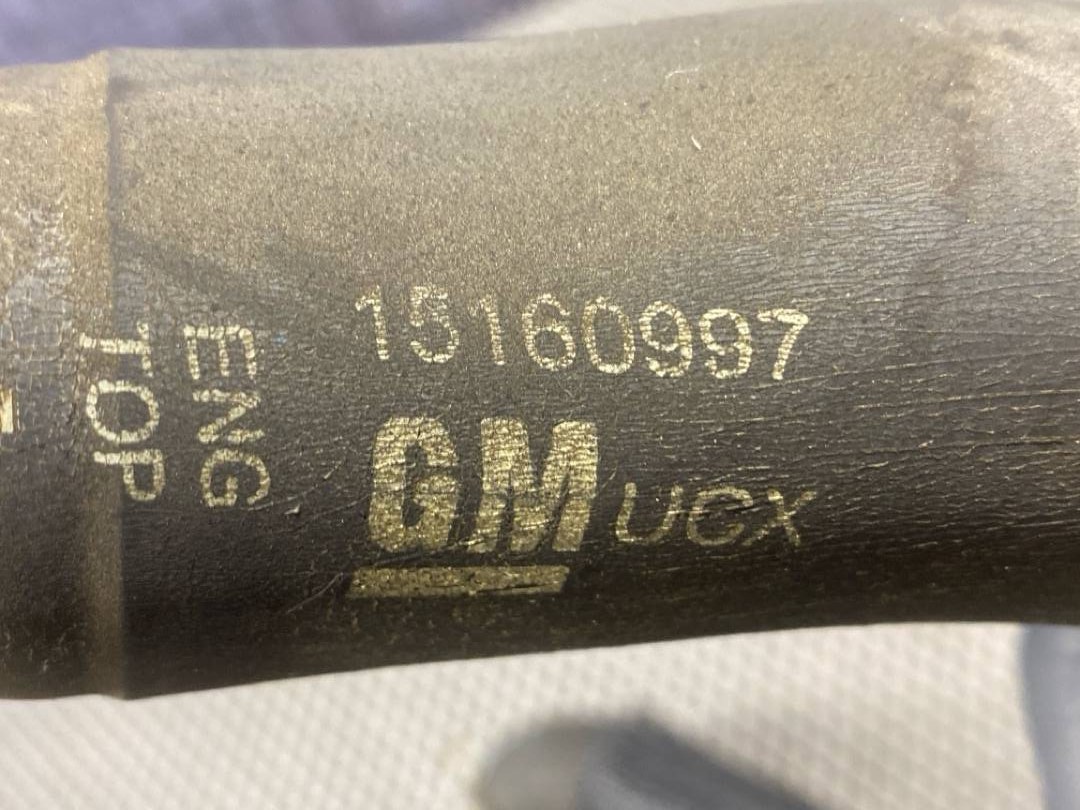 ENG
TOP
15160997
GM UCX